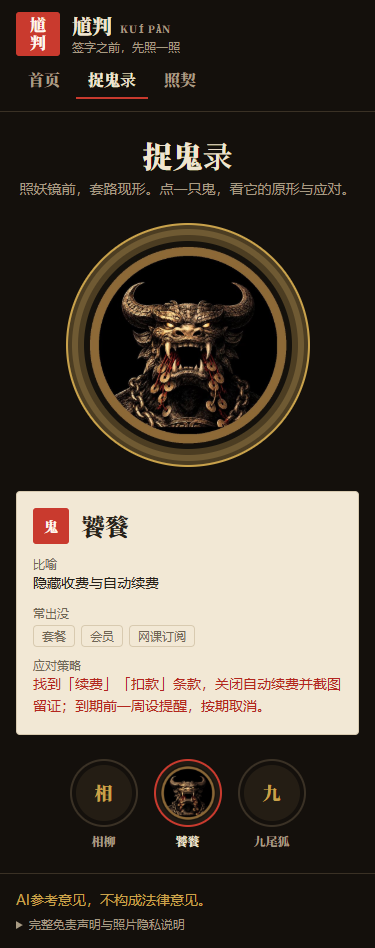 馗
判
馗判 KUÍ PÀN
签字之前，先照一照
首页 捉鬼录 照契
捉鬼录
照妖镜前，套路现形。点一只鬼，看它的原形与应对。
鬼 饕餮
比喻
隐藏收费与自动续费
常出没
套餐 会员 网课订阅
应对策略
找到「续费」「扣款」条款，关闭自动续费并截图
留证；到期前一周设提醒，按期取消。
相 九
相柳 饕餮 九尾狐
AI参考意见，不构成法律意见。
▶ 完整免责声明与照片隐私说明